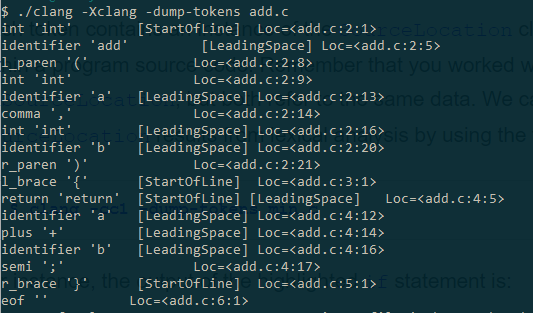 $ ./clang -Xclang -dump-tokens add.c
int 'int'        [StartOfLine]  Loc=<add.c:2:1>
identifier 'add'         [LeadingSpace] Loc=<add.c:2:5>
l_paren '('             Loc=<add.c:2:8>
int 'int'               Loc=<add.c:2:9>
identifier 'a'   [LeadingSpace] Loc=<add.c:2:13>
comma ','               Loc=<add.c:2:14>
int 'int'        [LeadingSpace] Loc=<add.c:2:16>
identifier 'b'   [LeadingSpace] Loc=<add.c:2:20>
r_paren ')'             Loc=<add.c:2:21>
l_brace '{'      [StartOfLine]  Loc=<add.c:3:1>
return 'return'  [StartOfLine] [LeadingSpace]   Loc=<add.c:4:5>
identifier 'a'   [LeadingSpace] Loc=<add.c:4:12>
plus '+'         [LeadingSpace] Loc=<add.c:4:14>
identifier 'b'   [LeadingSpace] Loc=<add.c:4:16>
semi ';'                Loc=<add.c:4:17>
r_brace '}'      [StartOfLine]  Loc=<add.c:5:1>
eof ''          Loc=<add.c:6:1>